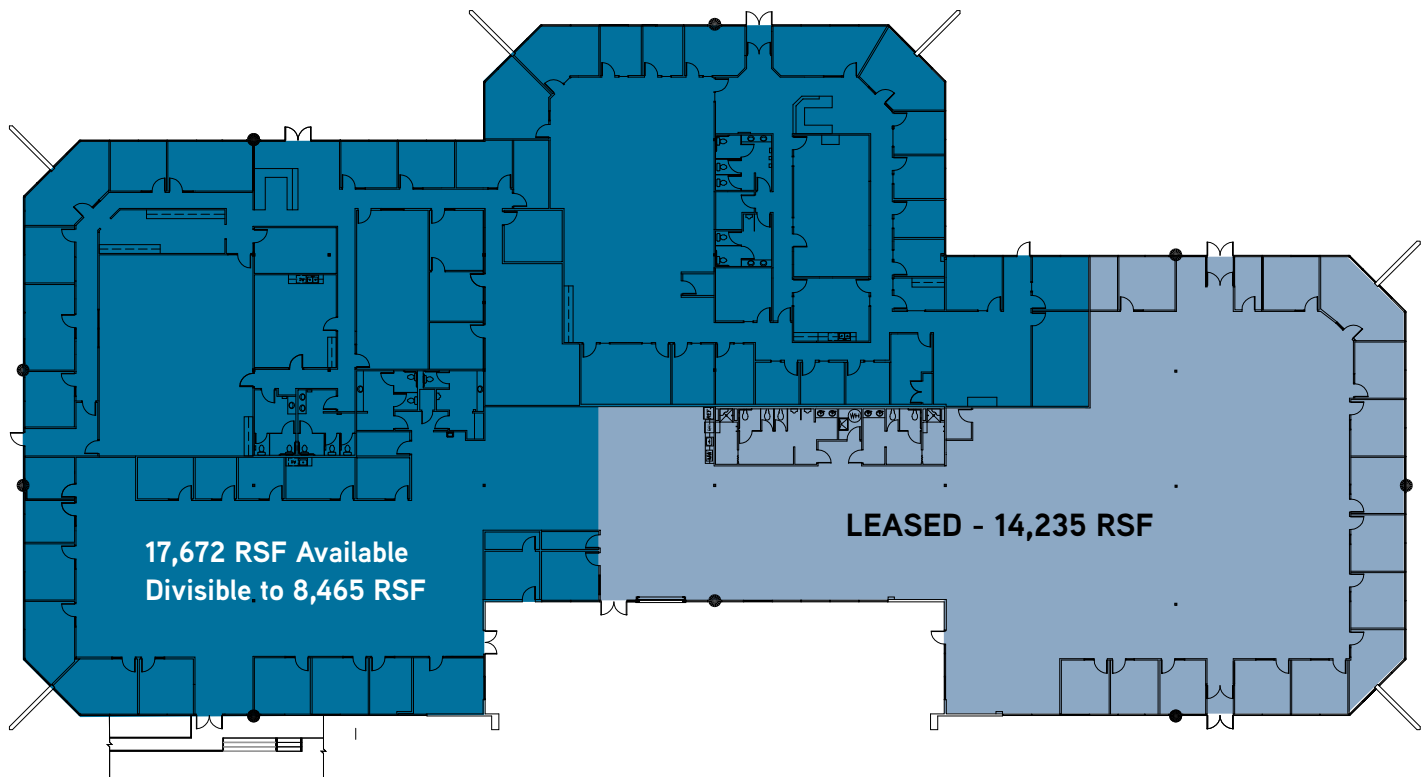 17,672 RSF Available
Divisible to 8,465 RSF
LEASED - 14,235 RSF